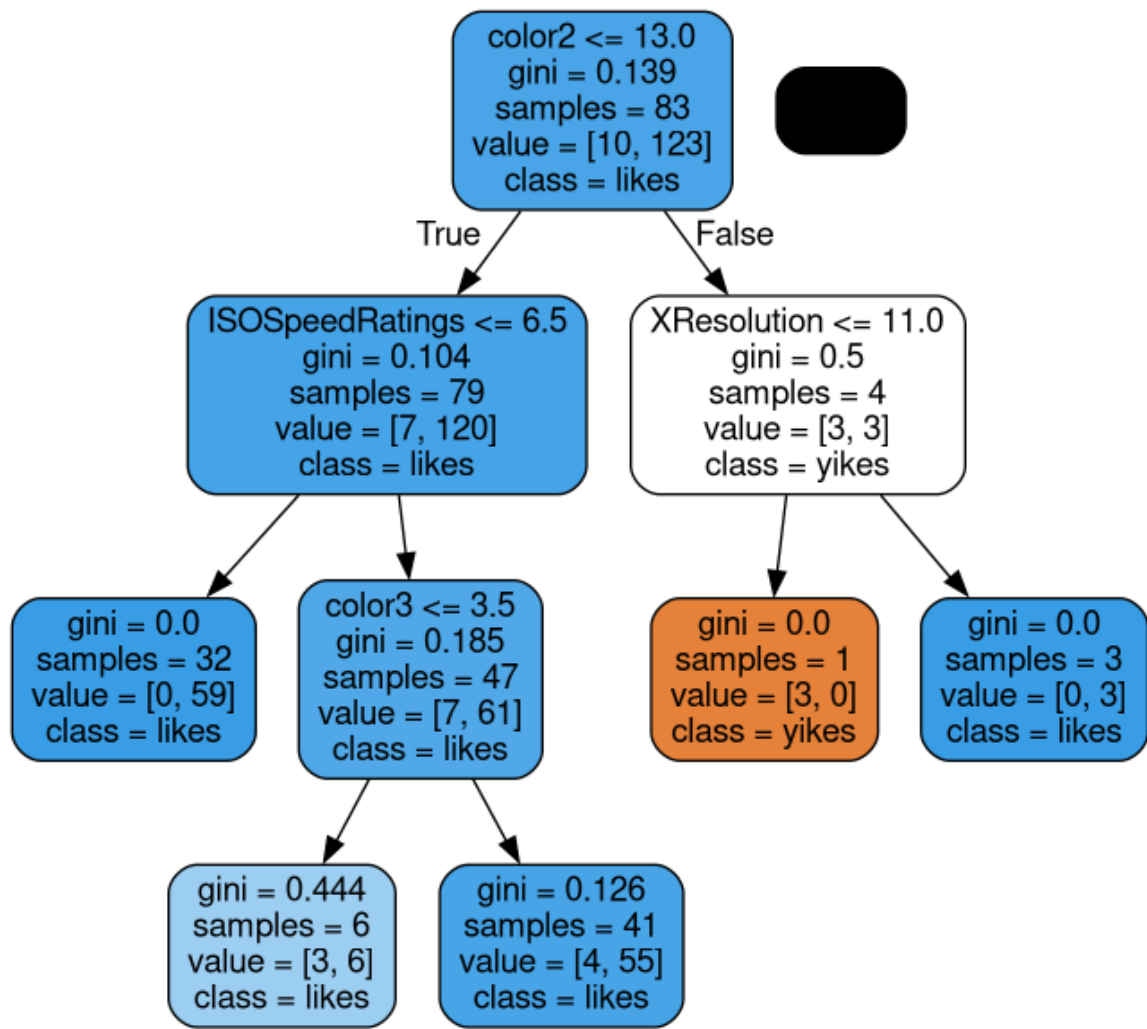 color2 <= 13.0
gini = 0.139
samples = 83
value = [10, 123]
class = likes
True
False
ISOSpeedRatings <= 6.5
gini = 0.104
samples = 79
value = [7, 120]
class = likes
XResolution <= 11.0
gini = 0.5
samples = 4
value = [3, 3]
class = yikes
gini = 0.0
samples = 32
value = [0, 59]
class = likes
color3 <= 3.5
gini = 0.185
samples = 47
value = [7, 61]
class = likes
gini = 0.0
samples = 1
value = [3, 0]
class = yikes
gini = 0.0
samples = 3
value = [0, 3]
class = likes
gini = 0.444
samples = 6
value = [3, 6]
class = likes
gini = 0.126
samples = 41
value = [4, 55]
class = likes